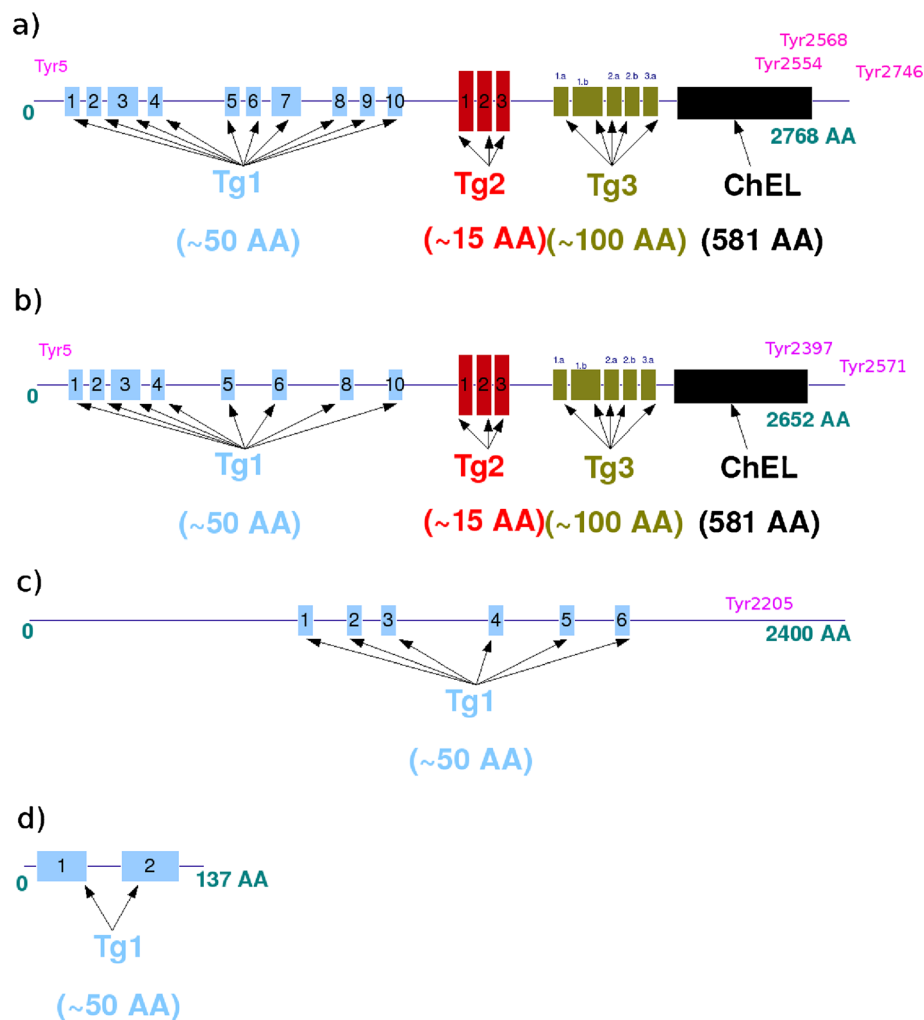 a)
Tyr2568
Tyr5
Tyr2554
Tyr2746
1.a 1.b 2.a 2.b 3.a
0 1 2 3 4 5 6 7 8 9 10 1 2 3
2768 AA
Tg1 Tg2 Tg3 ChEL
(~50 AA) (~15 AA) (~100 AA) (581 AA)
b)
Tyr5
Tyr2397
Tyr2571
1.a 1.b 2.a 2.b 3.a
0 1 2 3 4 5 6 8 10 1 2 3
2652 AA
Tg1 Tg2 Tg3 ChEL
(~50 AA) (~15 AA) (~100 AA) (581 AA)
c)
Tyr2205
0 1 2 3 4 5 6
2400 AA
Tg1
(~50 AA)
d)
1 2
0 137 AA
Tg1
(~50 AA)